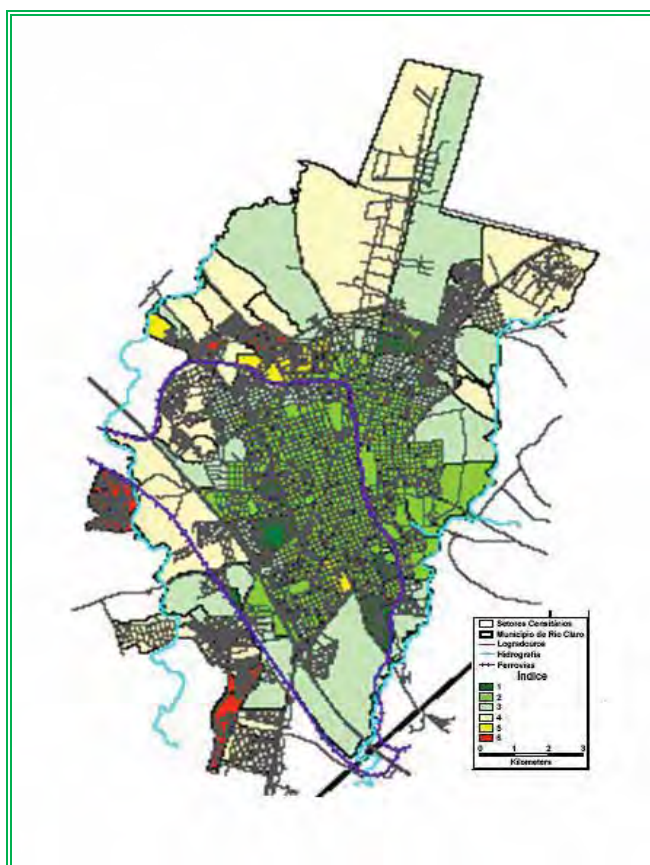 Setores Censitários
Município de Rio Claro
Logradouros
Hidrografia
Ferrovias
Índice
1
2
3
4
5
6
0 1 2 3
Kilometers